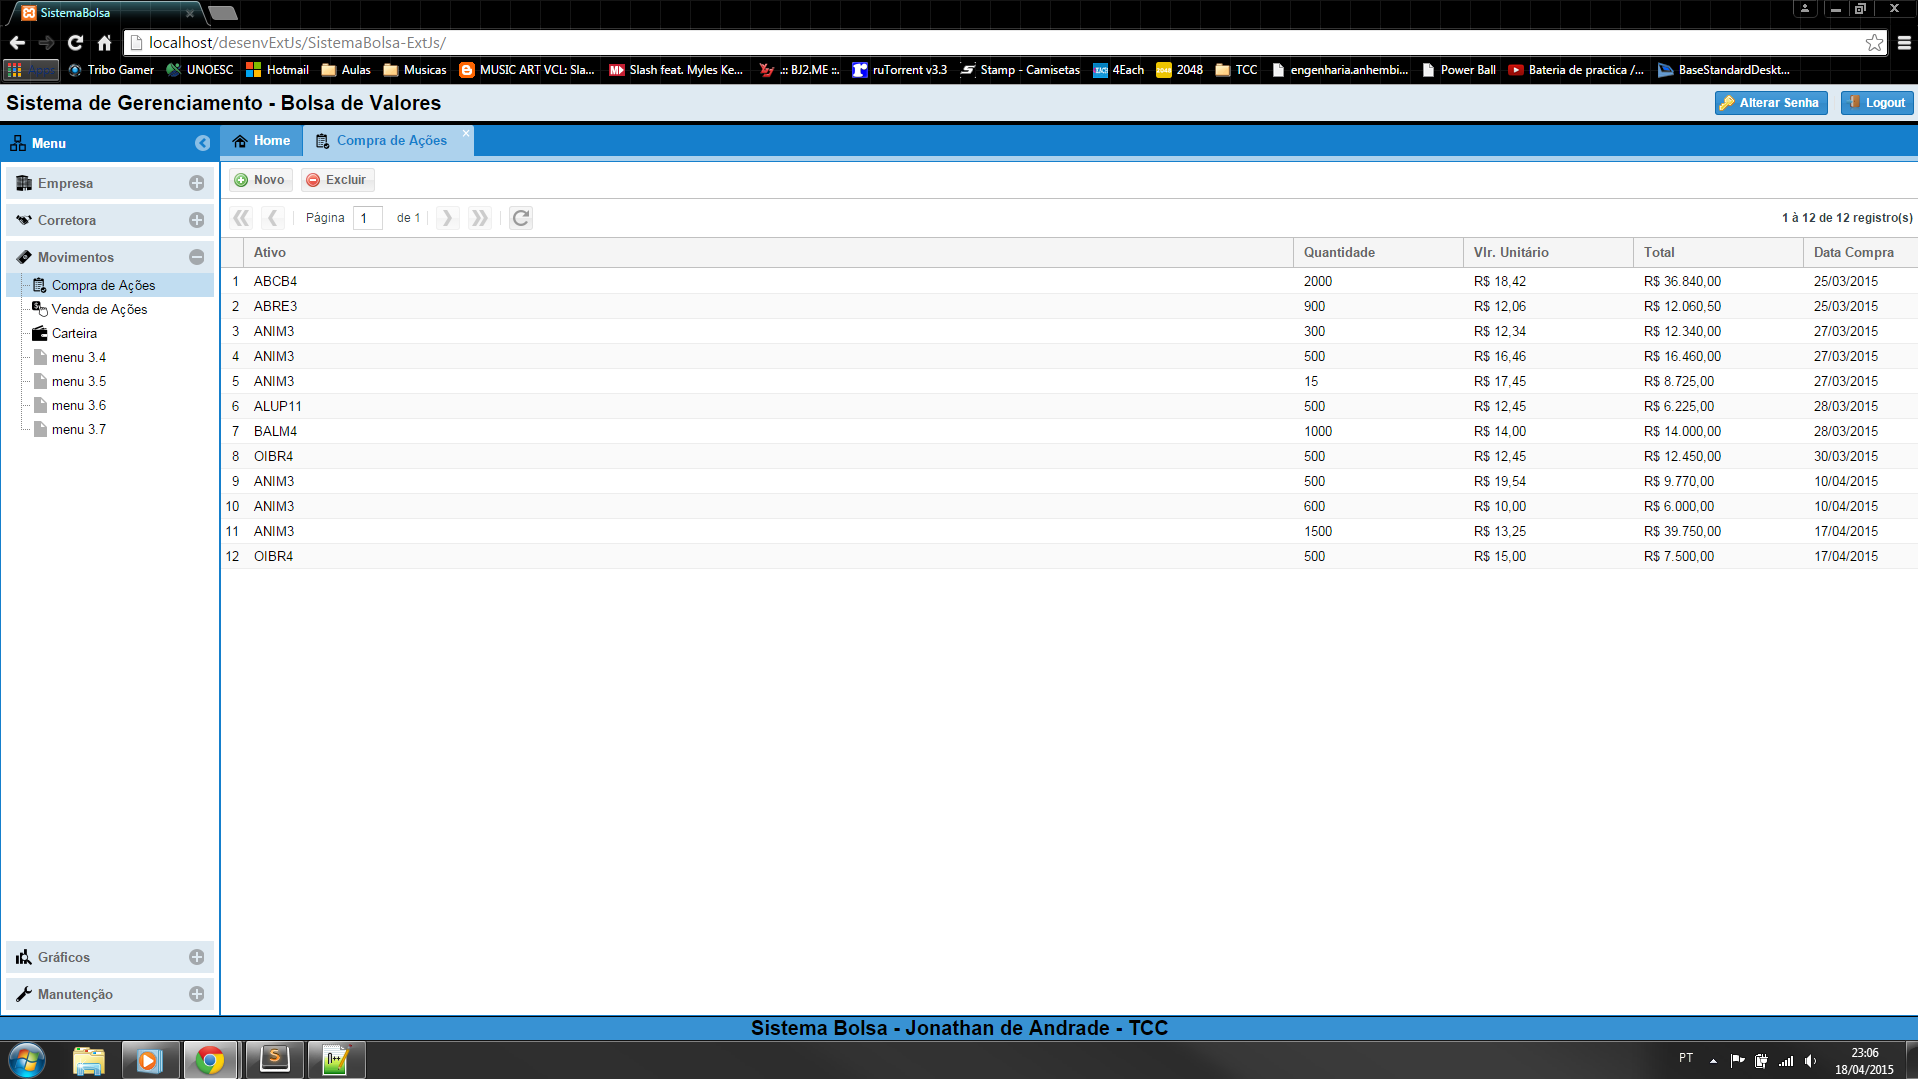 SistemaBolsa
localhost/desenvExtJs/SistemaBolsa-ExtJs/
Apps Tribo Gamer UNOESC Hotmail Aulas Musicas MUSIC ART VCL: Sla... Slash feat. Myles Ke... .:: BJ2.ME ::. ruTorrent v3.3 Stamp - Camisetas 4Each 2048 TCC engenharia.anhembi... Power Ball Bateria de practica /... BaseStandardDeskt...
Sistema de Gerenciamento - Bolsa de Valores Alterar Senha Logout
Menu Home Compra de Ações
Empresa
Corretora
Movimentos
Compra de Ações
Venda de Ações
Carteira
menu 3.4
menu 3.5
menu 3.6
menu 3.7
Gráficos
Manutenção
Novo Excluir
Página 1 de 1 1 à 12 de 12 registro(s)
Ativo Quantidade Vlr. Unitário Total Data Compra
1 ABCB4 2000 R$ 18,42 R$ 36.840,00 25/03/2015
2 ABRE3 900 R$ 12,06 R$ 12.060,50 25/03/2015
3 ANIM3 300 R$ 12,34 R$ 12.340,00 27/03/2015
4 ANIM3 500 R$ 16,46 R$ 16.460,00 27/03/2015
5 ANIM3 15 R$ 17,45 R$ 8.725,00 27/03/2015
6 ALUP11 500 R$ 12,45 R$ 6.225,00 28/03/2015
7 BALM4 1000 R$ 14,00 R$ 14.000,00 28/03/2015
8 OIBR4 500 R$ 12,45 R$ 12.450,00 30/03/2015
9 ANIM3 500 R$ 19,54 R$ 9.770,00 10/04/2015
10 ANIM3 600 R$ 10,00 R$ 6.000,00 10/04/2015
11 ANIM3 1500 R$ 13,25 R$ 39.750,00 17/04/2015
12 OIBR4 500 R$ 15,00 R$ 7.500,00 17/04/2015
Sistema Bolsa - Jonathan de Andrade - TCC
PT 23:06
18/04/2015